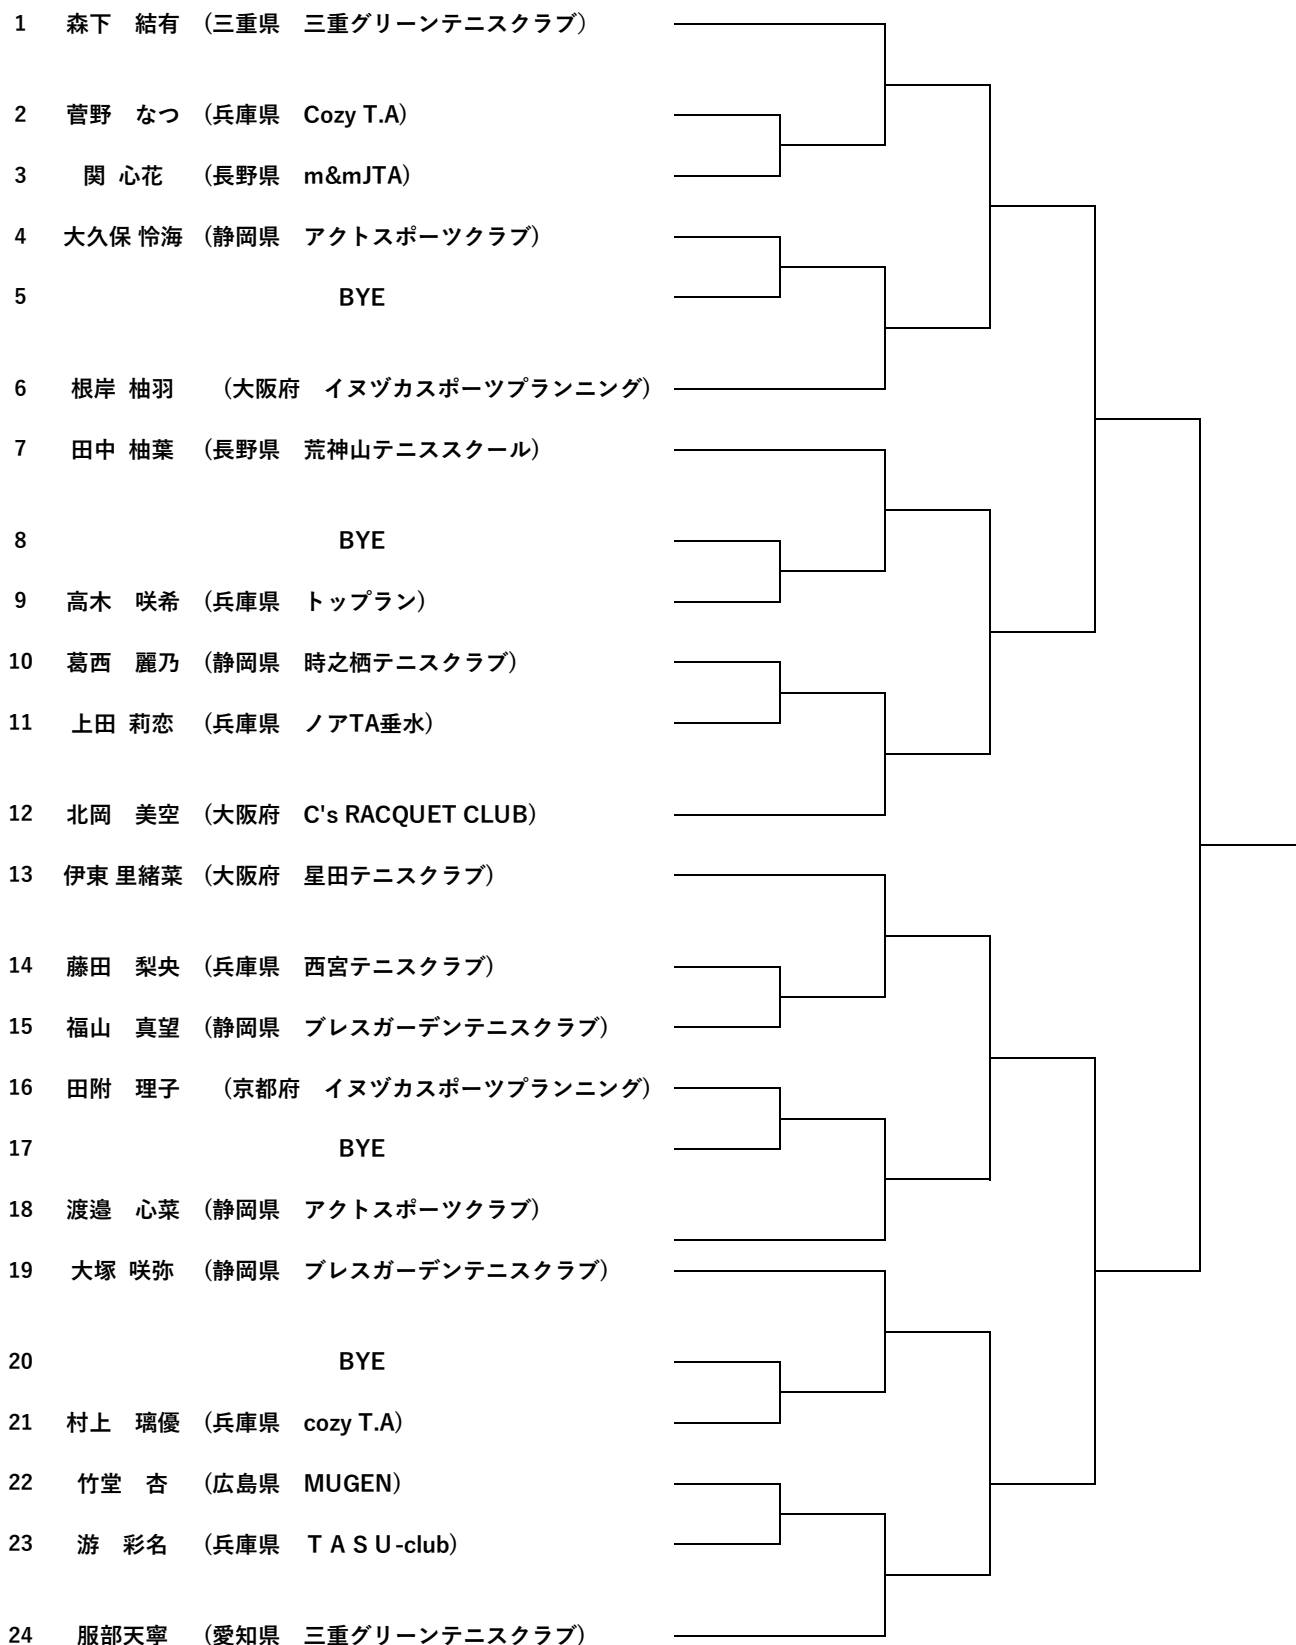 1 森下 結有 (三重県 三重グリーンテニスクラブ)
2 菅野 なつ (兵庫県 Cozy T.A)
3 関 心花 (長野県 m&mJTA)
4 大久保 怜海 (静岡県 アクトスポーツクラブ)
5 BYE
6 根岸 柚羽 (大阪府 イヌヅカスポーツプランニング)
7 田中 柚葉 (長野県 荒神山テニススクール)
8 BYE
9 高木 咲希 (兵庫県 トップラン)
10 葛西 麗乃 (静岡県 時之栖テニスクラブ)
11 上田 莉恋 (兵庫県 ノアTA垂水)
12 北岡 美空 (大阪府 C's RACQUET CLUB)
13 伊東 里緒菜 (大阪府 星田テニスクラブ)
14 藤田 梨央 (兵庫県 西宮テニスクラブ)
15 福山 真望 (静岡県 ブレスガーデンテニスクラブ)
16 田附 理子 (京都府 イヌヅカスポーツプランニング)
17 BYE
18 渡邉 心菜 (静岡県 アクトスポーツクラブ)
19 大塚 咲弥 (静岡県 ブレスガーデンテニスクラブ)
20 BYE
21 村上 璃優 (兵庫県 cozy T.A)
22 竹堂 杏 (広島県 MUGEN)
23 游 彩名 (兵庫県 ＴＡＳＵ-club)
24 服部天寧 (愛知県 三重グリーンテニスクラブ)